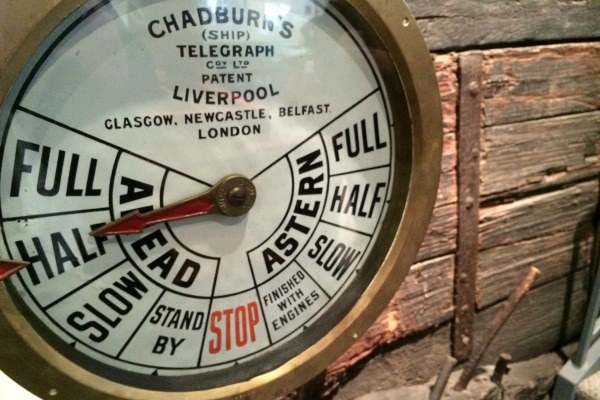 CHADBURN'S
(SHIP)
TELEGRAPH
COY LTD
PATENT
LIVERPOOL
GLASGOW, NEWCASTLE, BELFAST.
LONDON
FULL
HALF
SLOW
AHEAD
STAND
BY
STOP
FINISHED
WITH
ENGINES
ASTERN
SLOW
HALF
FULL